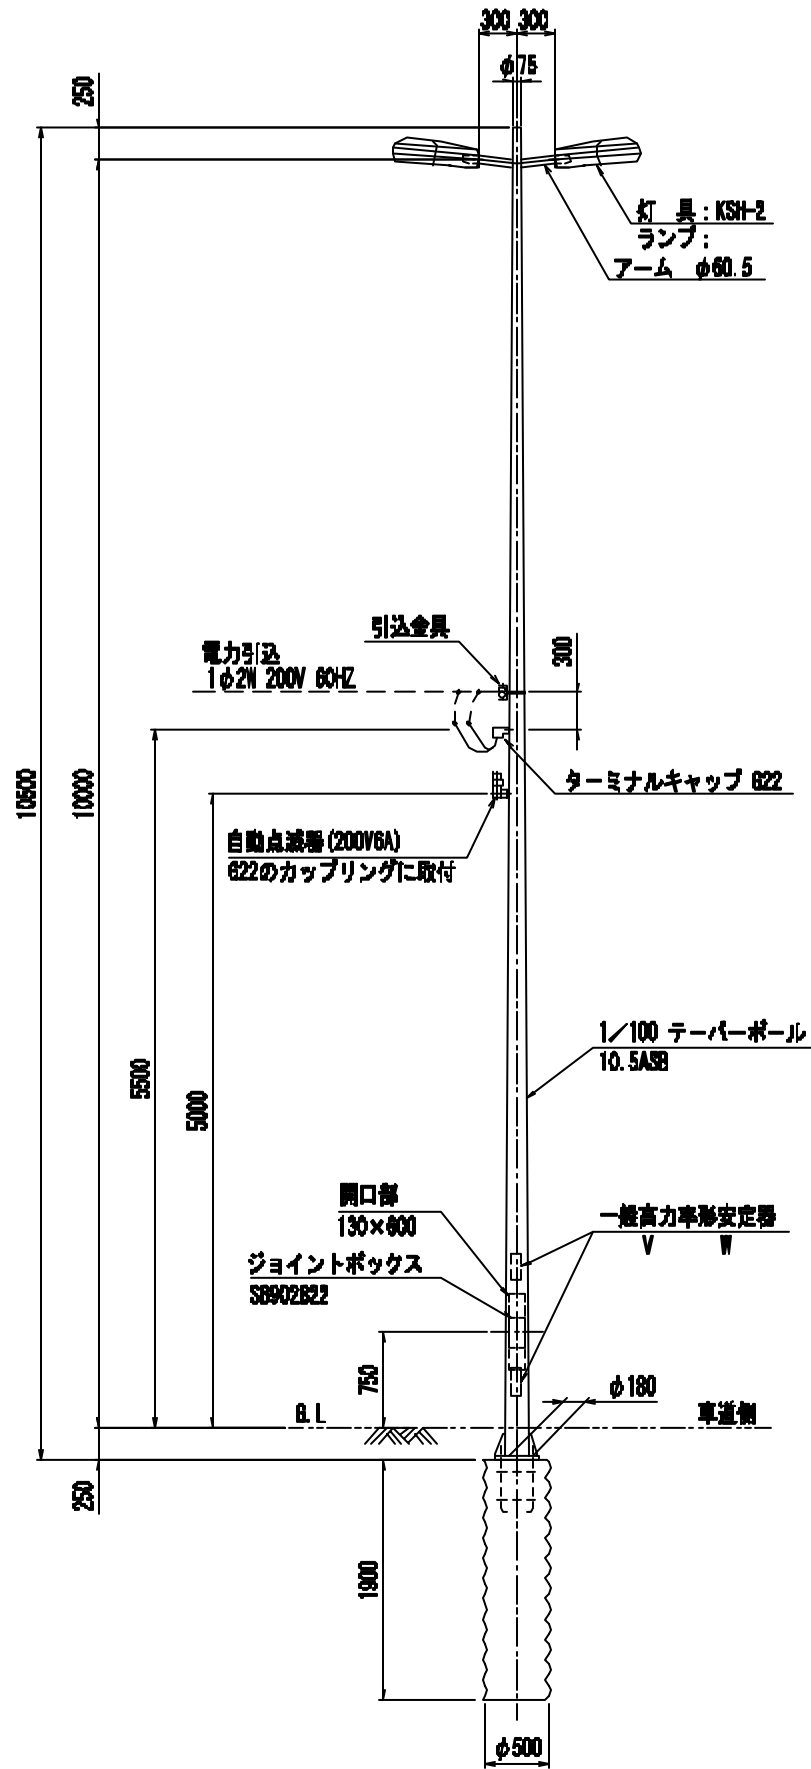 300 300
φ75
250
灯 具:KSH-2
ランプ:
アーム φ60.5
引込金具
電力引込
1φ2W 200V 60HZ
300
10500
10000
ターミナルキャップ G22
自動点滅器(200V6A)
G22のカップリングに取付
1/100 テーパーポール
10.5ASB
5500
5000
開口部
130×600
一般高力率形安定器
V W
ジョイントボックス
SB902B22
750
φ180
G.L
車道側
250
1900
φ500